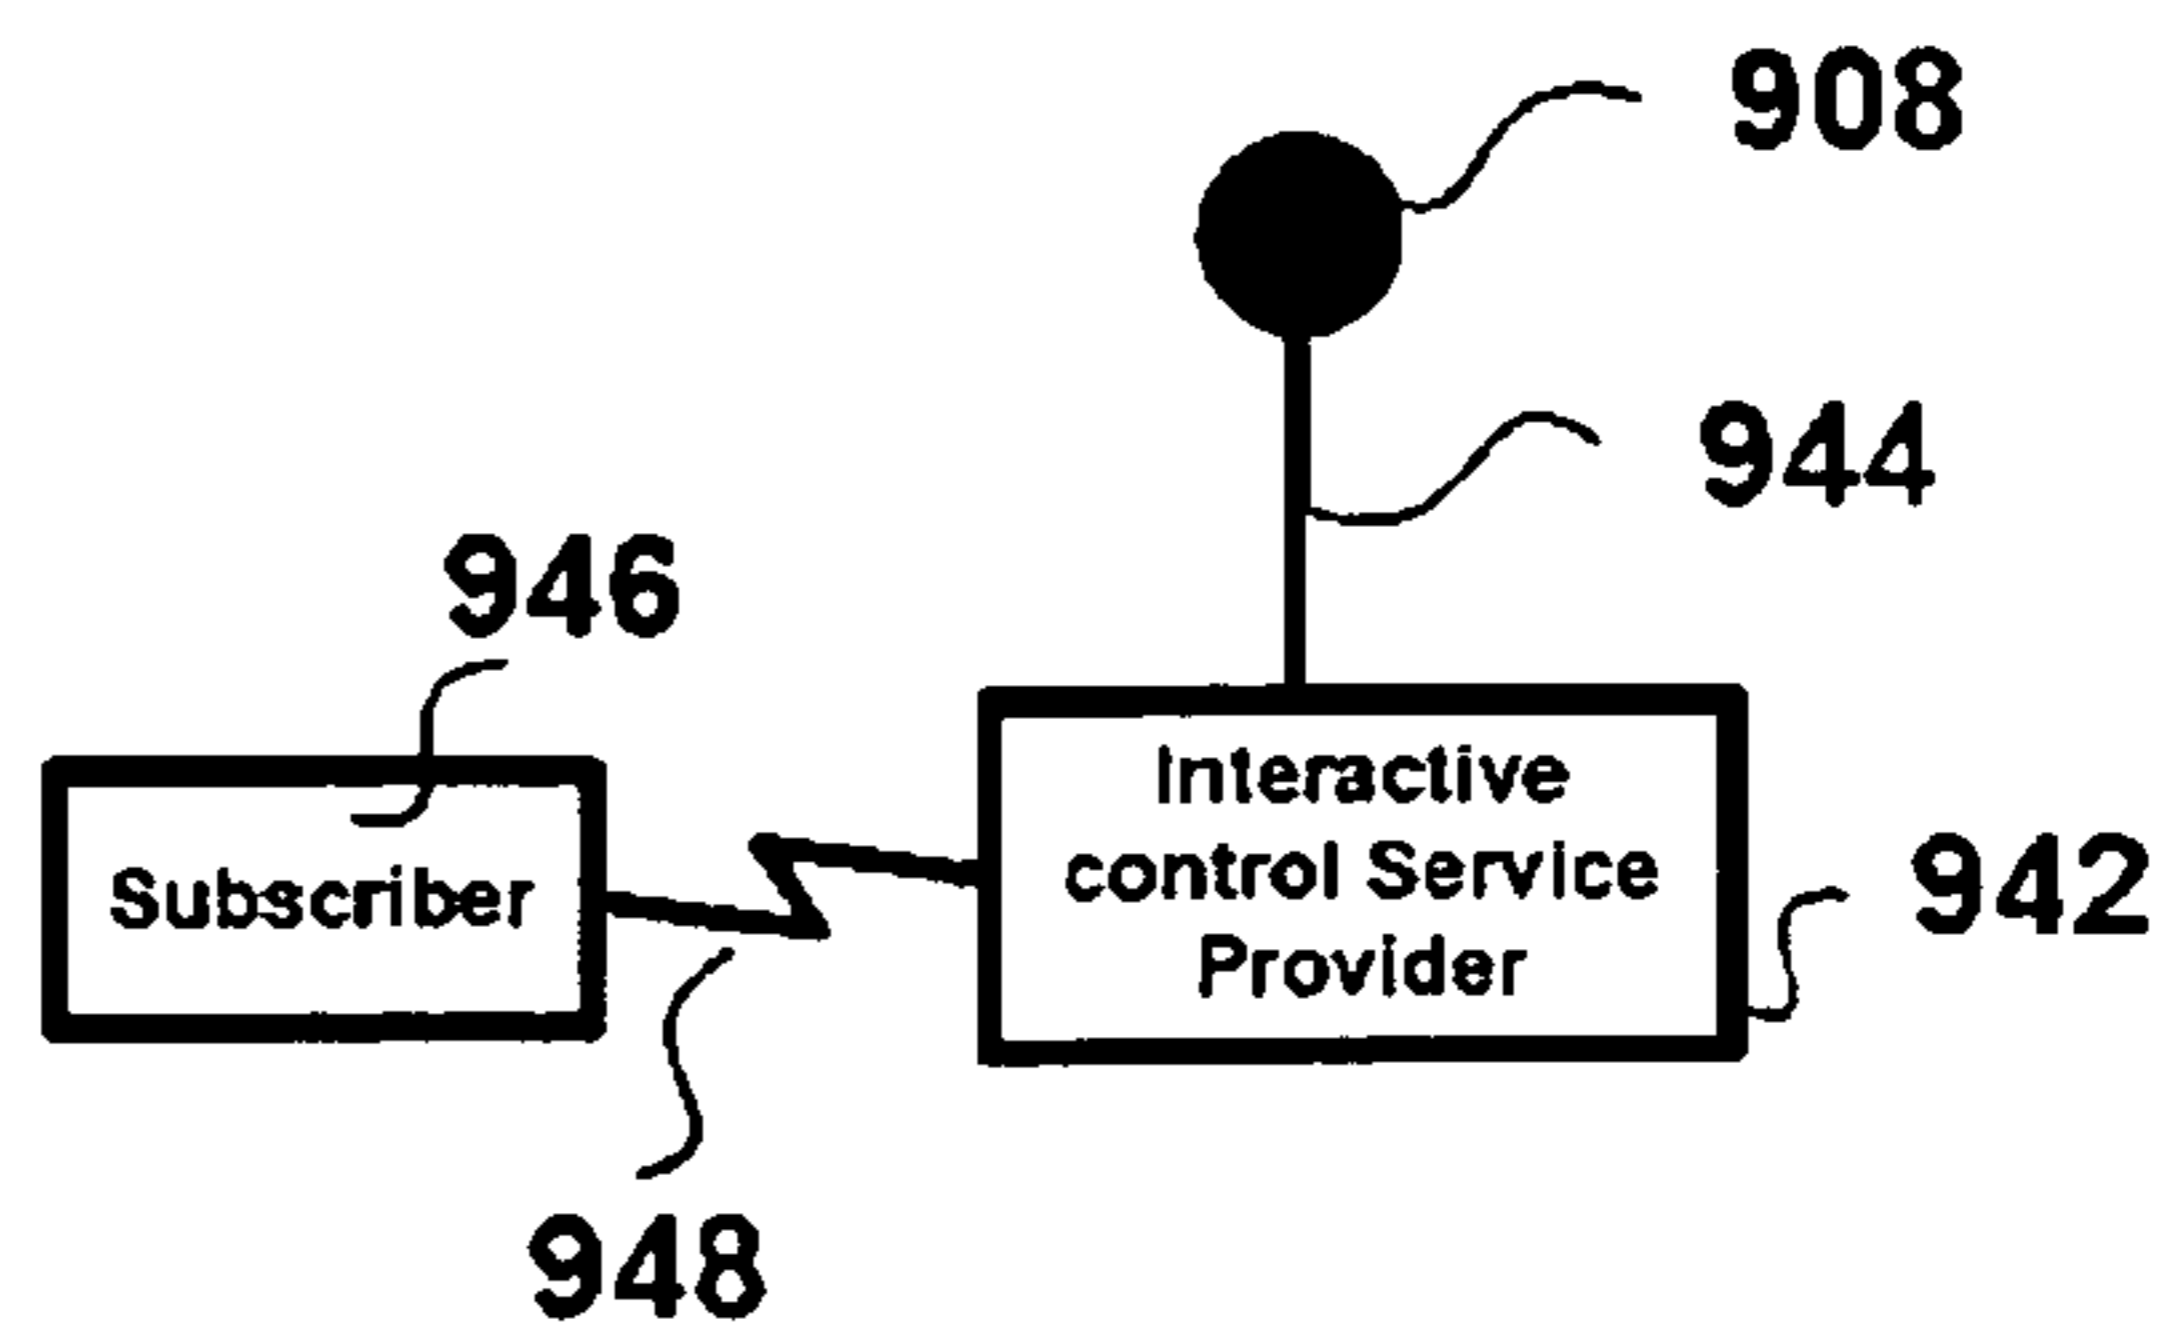 908
944
946
Subscriber
Interactive
control Service
Provider
942
948